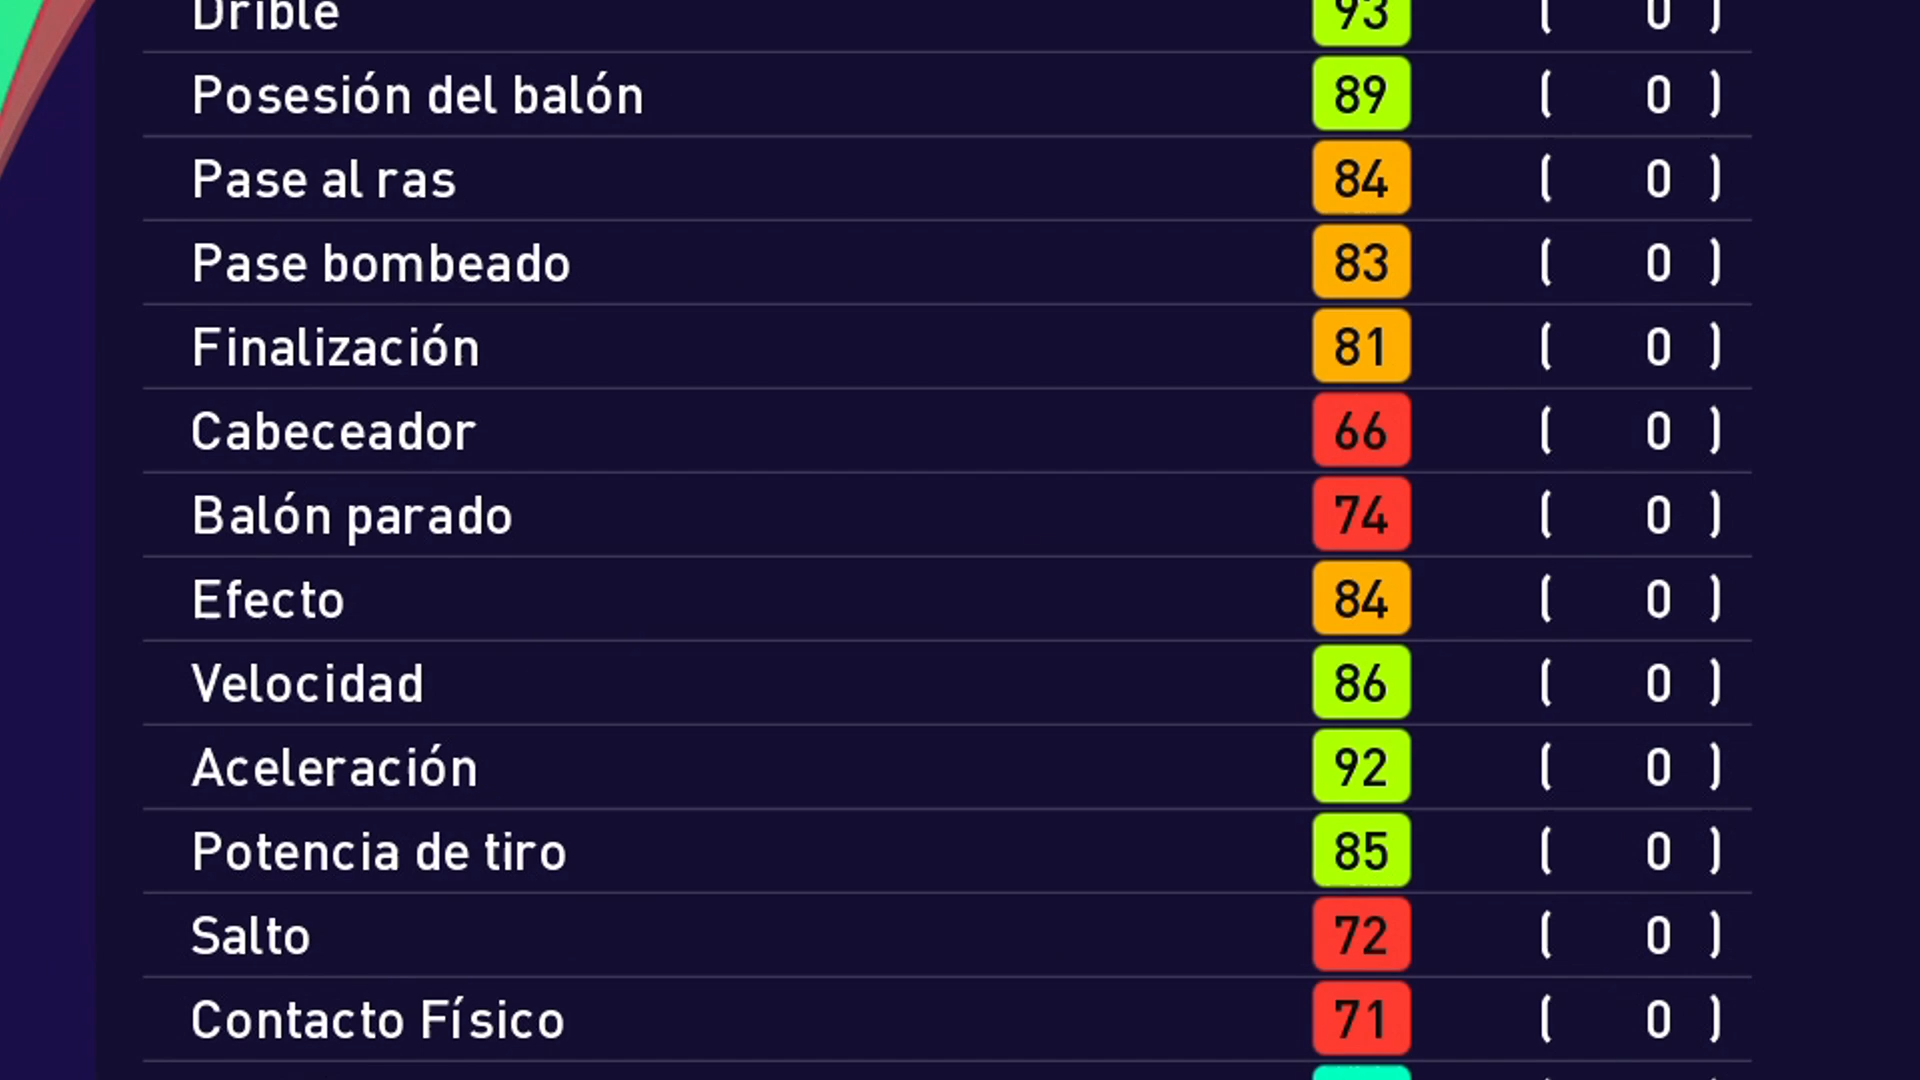 Drible 93 ( 0 )
Posesión del balón 89 ( 0 )
Pase al ras 84 ( 0 )
Pase bombeado 83 ( 0 )
Finalización 81 ( 0 )
Cabeceador 66 ( 0 )
Balón parado 74 ( 0 )
Efecto 84 ( 0 )
Velocidad 86 ( 0 )
Aceleración 92 ( 0 )
Potencia de tiro 85 ( 0 )
Salto 72 ( 0 )
Contacto Físico 71 ( 0 )